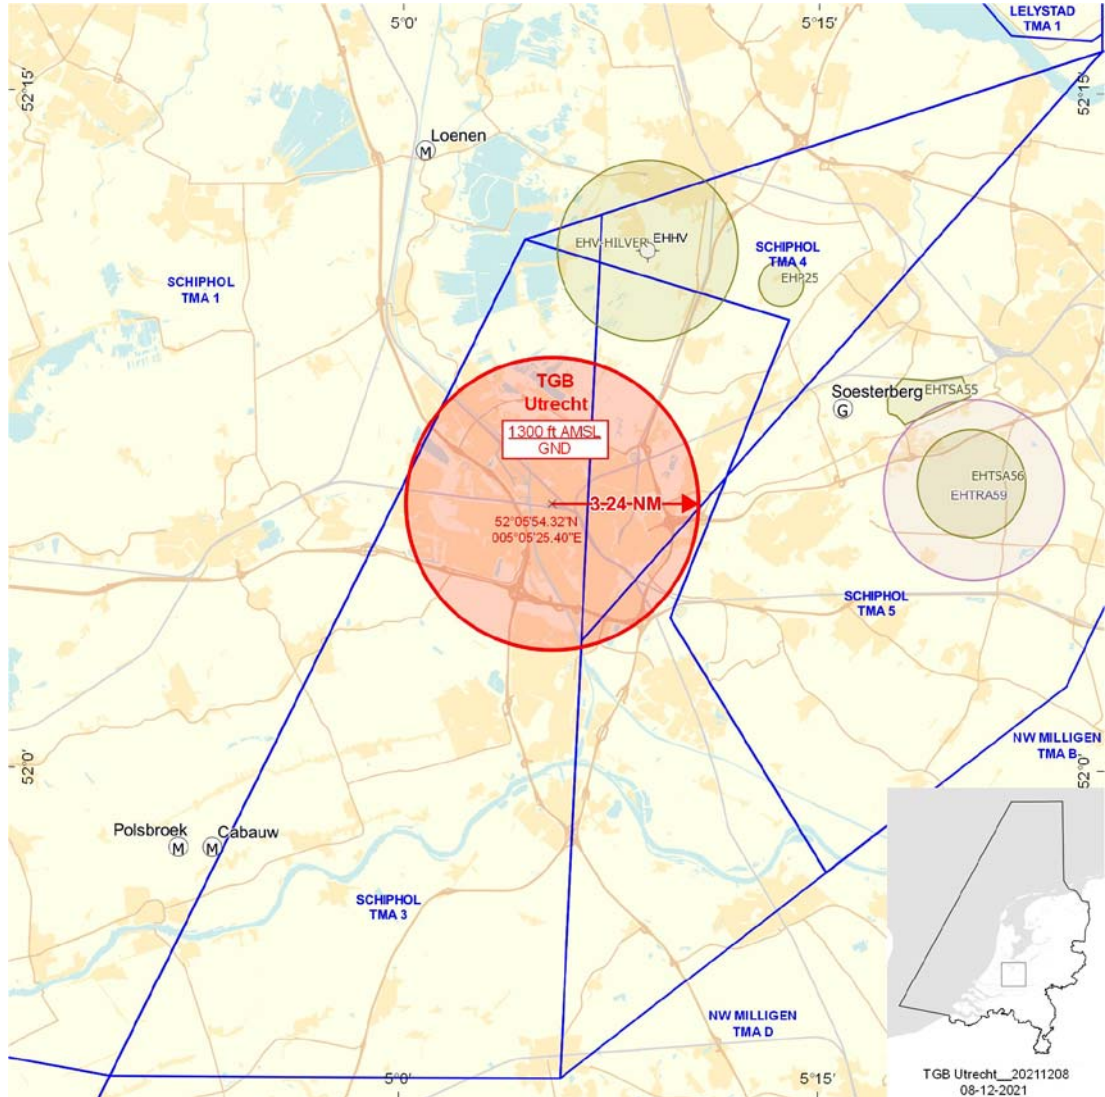 5°0'
5°15'
LELYSTAD
TMA 1
52°15'
52°15'
Loenen
M
EHV-HILVER
EHHV
SCHIPHOL
TMA 4
EHP25
SCHIPHOL
TMA 1
TGB
Utrecht
1300 ft AMSL
GND
Soesterberg
G
EHTSA55
3.24 NM
52°05'54.32"N
005°05'25.40"E
EHTSA56
EHTRA59
SCHIPHOL
TMA 5
NW MILLIGEN
TMA B
52°0'
52°0'
Polsbroek
M
Cabauw
M
SCHIPHOL
TMA 3
NW MILLIGEN
TMA D
5°0'
5°15'
TGB Utrecht__20211208
08-12-2021